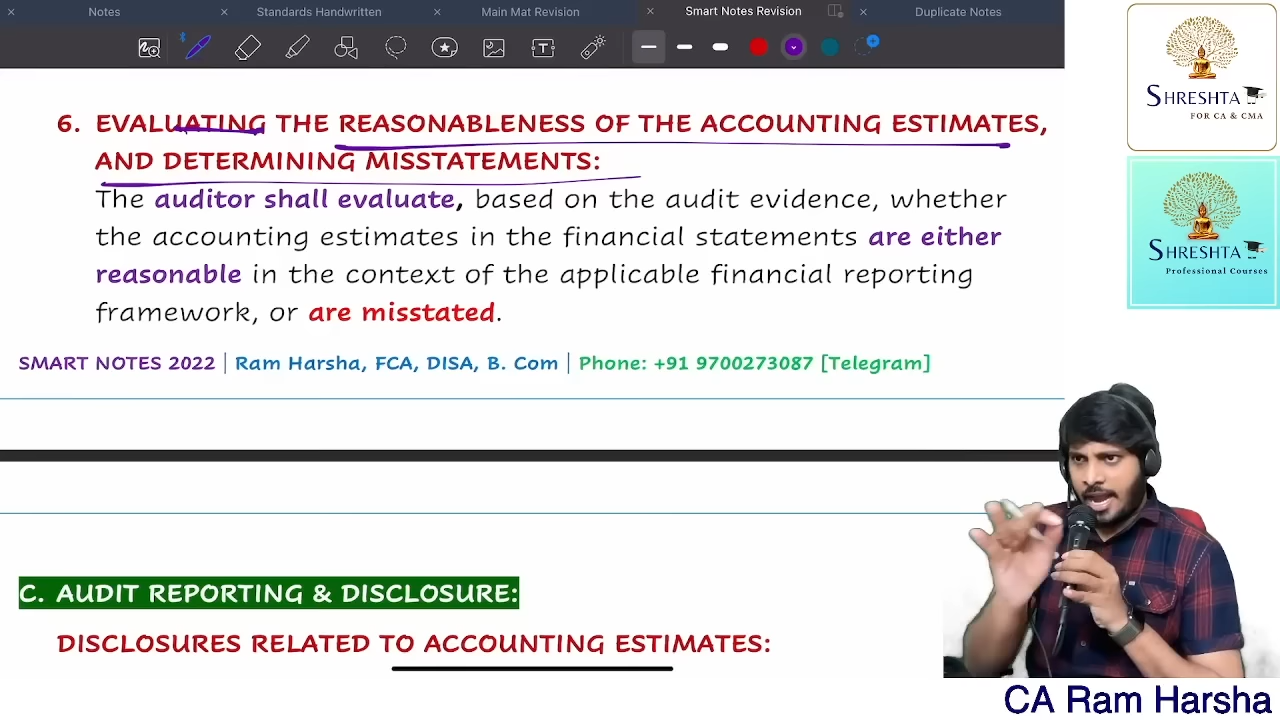 Notes
Standards Handwritten
Main Mat Revision
Smart Notes Revision
Duplicate Notes
6. EVALUATING THE REASONABLENESS OF THE ACCOUNTING ESTIMATES,
AND DETERMINING MISSTATEMENTS:
The auditor shall evaluate, based on the audit evidence, whether
the accounting estimates in the financial statements are either
reasonable in the context of the applicable financial reporting
framework, or are misstated.
SMART NOTES 2022 | Ram Harsha, FCA, DISA, B. Com | Phone: +91 9700273087 [Telegram]
C. AUDIT REPORTING & DISCLOSURE:
DISCLOSURES RELATED TO ACCOUNTING ESTIMATES:
SHRESHTA
FOR CA & CMA
SHRESHTA
Professional Courses
CA Ram Harsha